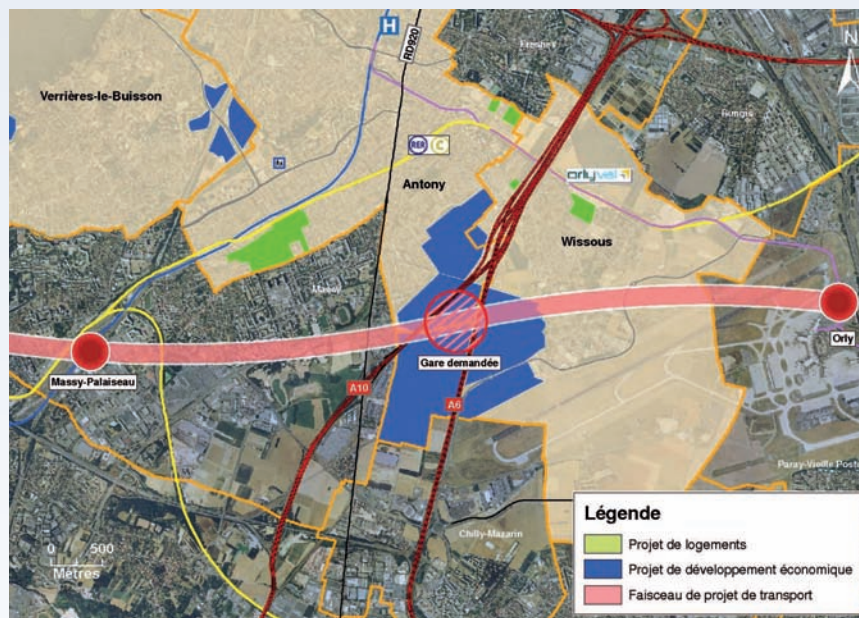 H
RD920
Fresnes
N
Verrières-le-Buisson
Rungis
RER C
Antony
orlyval
Wissous
Massy
Orly
Gare demandée
Massy-Palaiseau
A10
A6
Paray-Vieille Poste
Légende
Projet de logements
Projet de développement économique
Faisceau de projet de transport
Chilly-Mazarin
0 500
Mètres